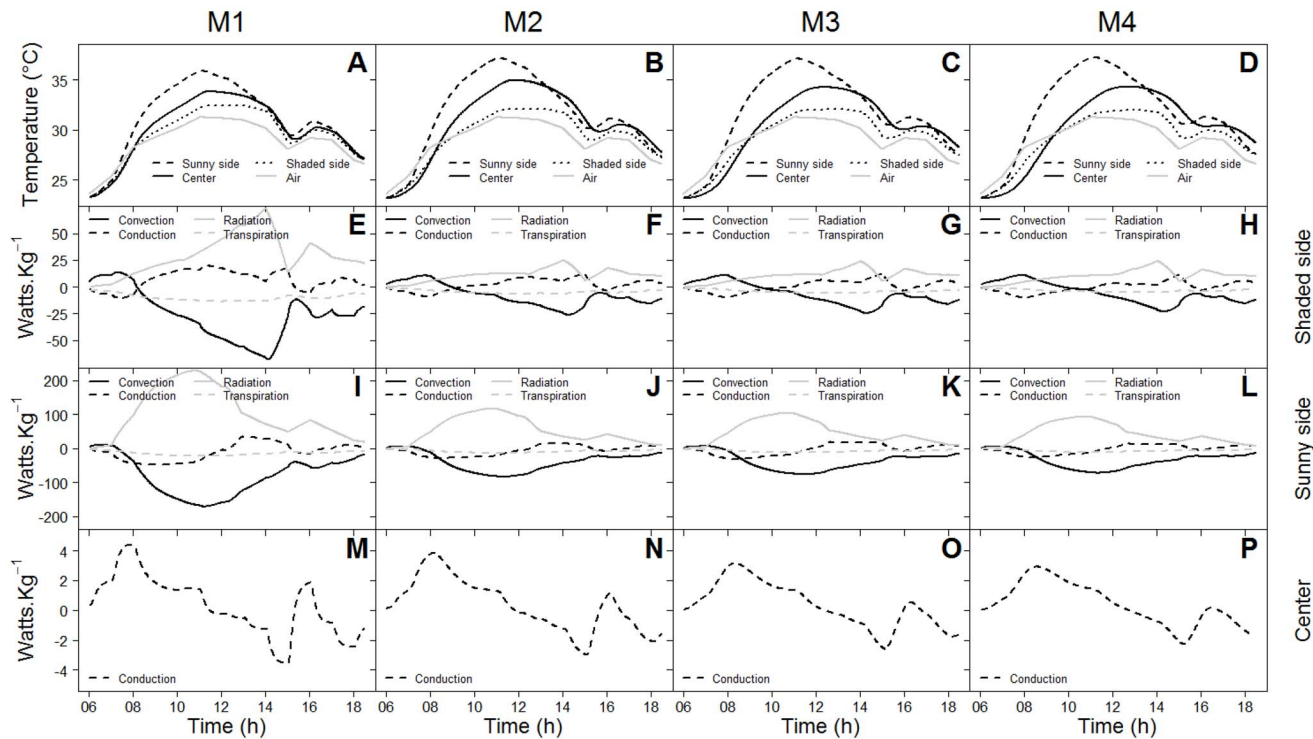 M1 M2 M3 M4
Temperature (°C)
35
30
25
A
Sunny side Shaded side
Center Air
B
Sunny side Shaded side
Center Air
C
Sunny side Shaded side
Center Air
D
Sunny side Shaded side
Center Air
Watts.Kg⁻¹
50
25
0
-25
-50
E
Convection Radiation
Conduction Transpiration
F
Convection Radiation
Conduction Transpiration
G
Convection Radiation
Conduction Transpiration
H
Convection Radiation
Conduction Transpiration
Shaded side
Watts.Kg⁻¹
200
100
0
-100
-200
I
Convection Radiation
Conduction Transpiration
J
Convection Radiation
Conduction Transpiration
K
Convection Radiation
Conduction Transpiration
L
Convection Radiation
Conduction Transpiration
Sunny side
Watts.Kg⁻¹
4
2
0
-2
-4
M
Conduction
N
Conduction
O
Conduction
P
Conduction
Center
06 08 10 12 14 16 18 06 08 10 12 14 16 18 06 08 10 12 14 16 18 06 08 10 12 14 16 18
Time (h) Time (h) Time (h) Time (h)